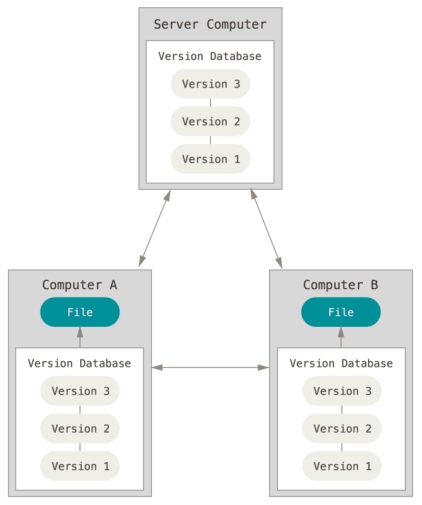 Server Computer
Version Database
Version 3
Version 2
Version 1
Computer A
File
Version Database
Version 3
Version 2
Version 1
Computer B
File
Version Database
Version 3
Version 2
Version 1